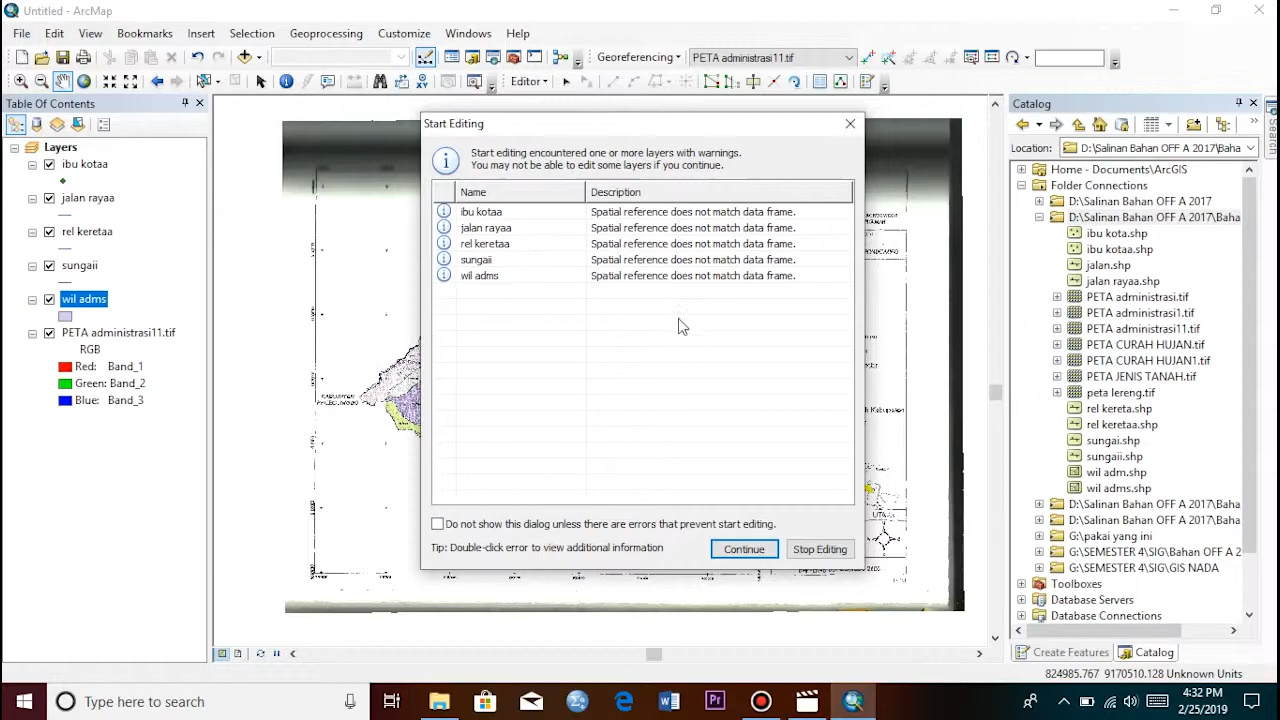 Untitled - ArcMap
File Edit View Bookmarks Insert Selection Geoprocessing Customize Windows Help
Georeferencing PETA administrasi11.tif
Editor
Table Of Contents
Layers
ibu kotaa
jalan rayaa
rel keretaa
sungaii
wil adms
PETA administrasi11.tif
RGB
Red: Band_1
Green: Band_2
Blue: Band_3
Start Editing
Start editing encountered one or more layers with warnings.
You may not be able to edit some layers if you continue.
Name Description
ibu kotaa Spatial reference does not match data frame.
jalan rayaa Spatial reference does not match data frame.
rel keretaa Spatial reference does not match data frame.
sungaii Spatial reference does not match data frame.
wil adms Spatial reference does not match data frame.
Do not show this dialog unless there are errors that prevent start editing.
Tip: Double-click error to view additional information
Continue Stop Editing
Catalog
Location: D:\Salinan Bahan OFF A 2017\Baha
Home - Documents\ArcGIS
Folder Connections
D:\Salinan Bahan OFF A 2017
D:\Salinan Bahan OFF A 2017\Baha
ibu kota.shp
ibu kotaa.shp
jalan.shp
jalan rayaa.shp
PETA administrasi.tif
PETA administrasi1.tif
PETA administrasi11.tif
PETA CURAH HUJAN.tif
PETA CURAH HUJAN1.tif
PETA JENIS TANAH.tif
peta lereng.tif
rel kereta.shp
rel keretaa.shp
sungai.shp
sungaii.shp
wil adm.shp
wil adms.shp
D:\Salinan Bahan OFF A 2017\Baha
D:\Salinan Bahan OFF A 2017\Baha
G:\pakai yang ini
G:\SEMESTER 4\SIG\Bahan OFF A 2
G:\SEMESTER 4\SIG\GIS NADA
Toolboxes
Database Servers
Database Connections
Create Features Catalog
Search
824985.767 9170510.128 Unknown Units
Type here to search
4:32 PM
2/25/2019